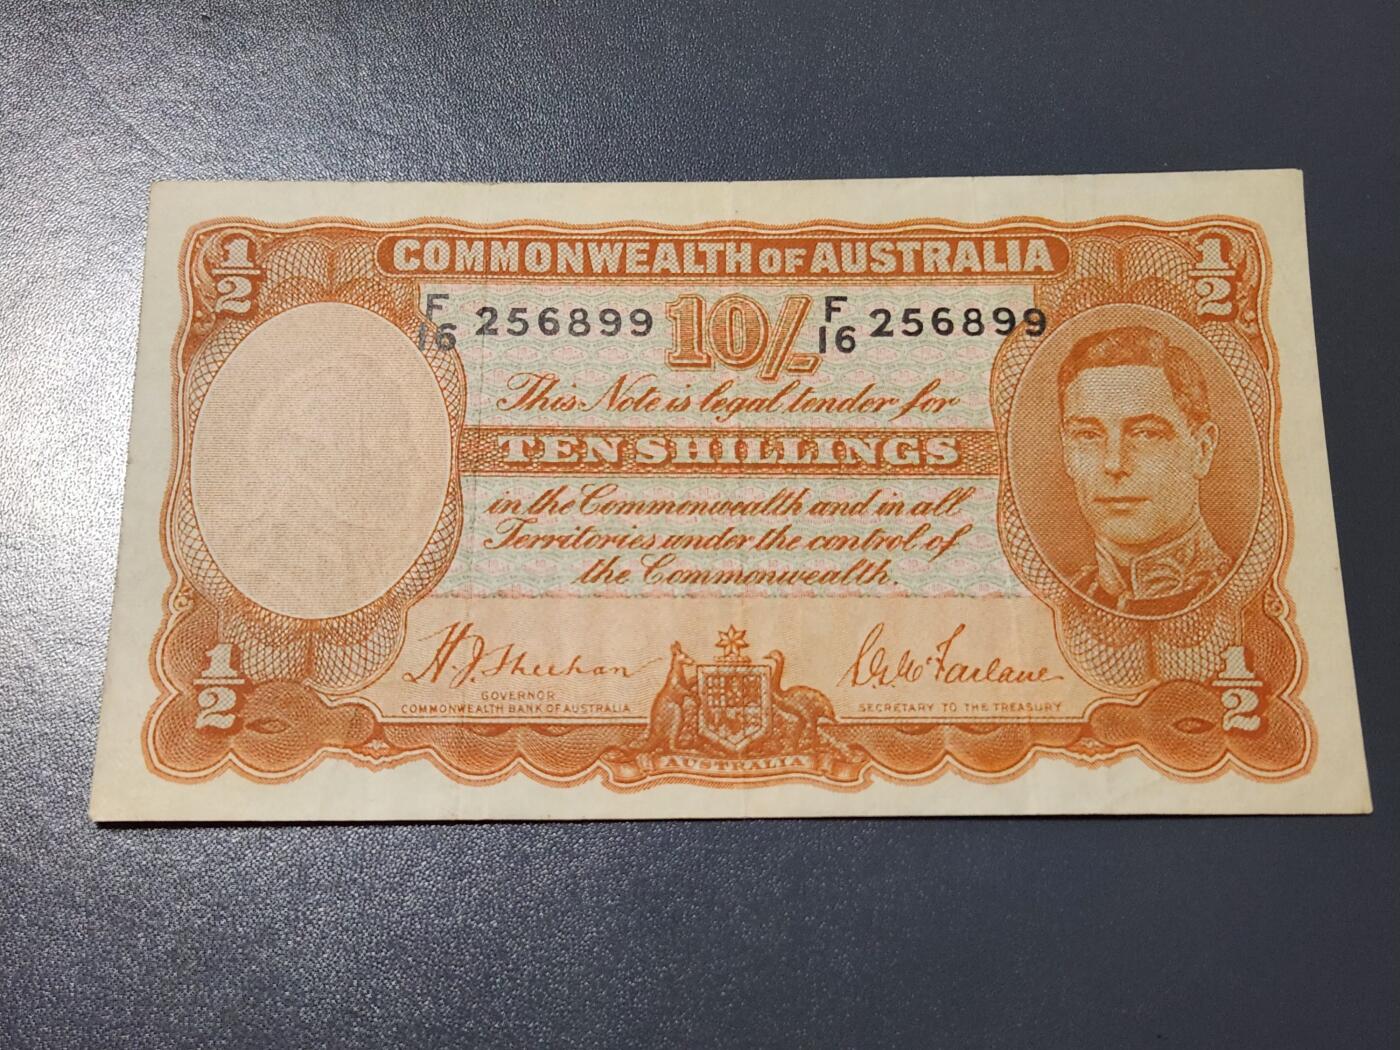 COMMONWEALTH OF AUSTRALIA
1/2 1/2
F/16 256899 10/- F/16 256899
This Note is legal tender for
TEN SHILLINGS
in the Commonwealth and in all
Territories under the control of
the Commonwealth.
H.J. Sheehan
GOVERNOR
COMMONWEALTH BANK OF AUSTRALIA
S.G. McFarlane
SECRETARY TO THE TREASURY
1/2 1/2
AUSTRALIA